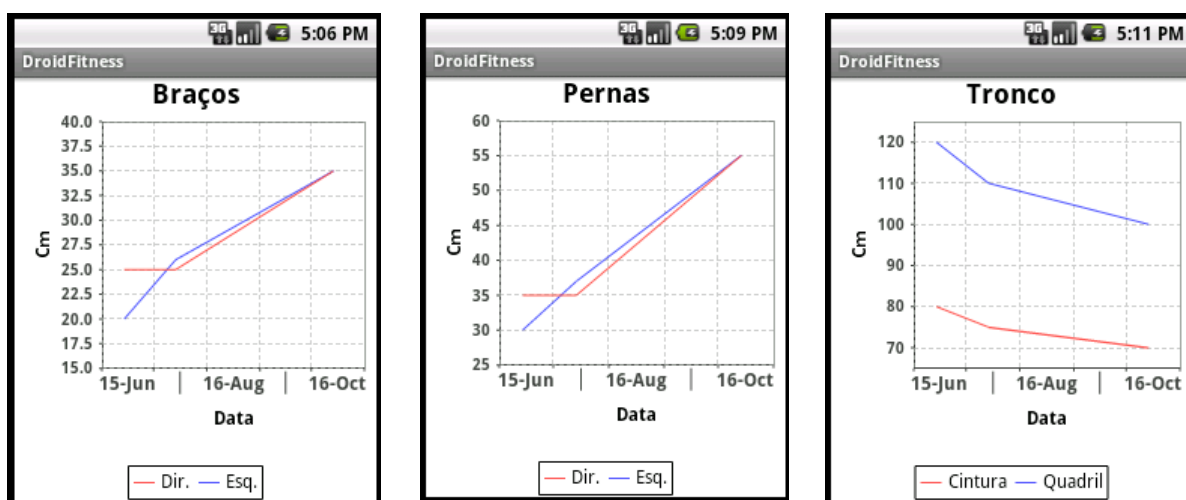 3G 5:06 PM
DroidFitness
Braços
40.0
37.5
35.0
32.5
30.0
27.5
25.0
22.5
20.0
17.5
15.0
Cm
15-Jun | 16-Aug | 16-Oct
Data
Dir. Esq.
3G 5:09 PM
DroidFitness
Pernas
60
55
50
45
40
35
30
25
Cm
15-Jun | 16-Aug | 16-Oct
Data
Dir. Esq.
3G 5:11 PM
DroidFitness
Tronco
120
110
100
90
80
70
Cm
15-Jun | 16-Aug | 16-Oct
Data
Cintura Quadril